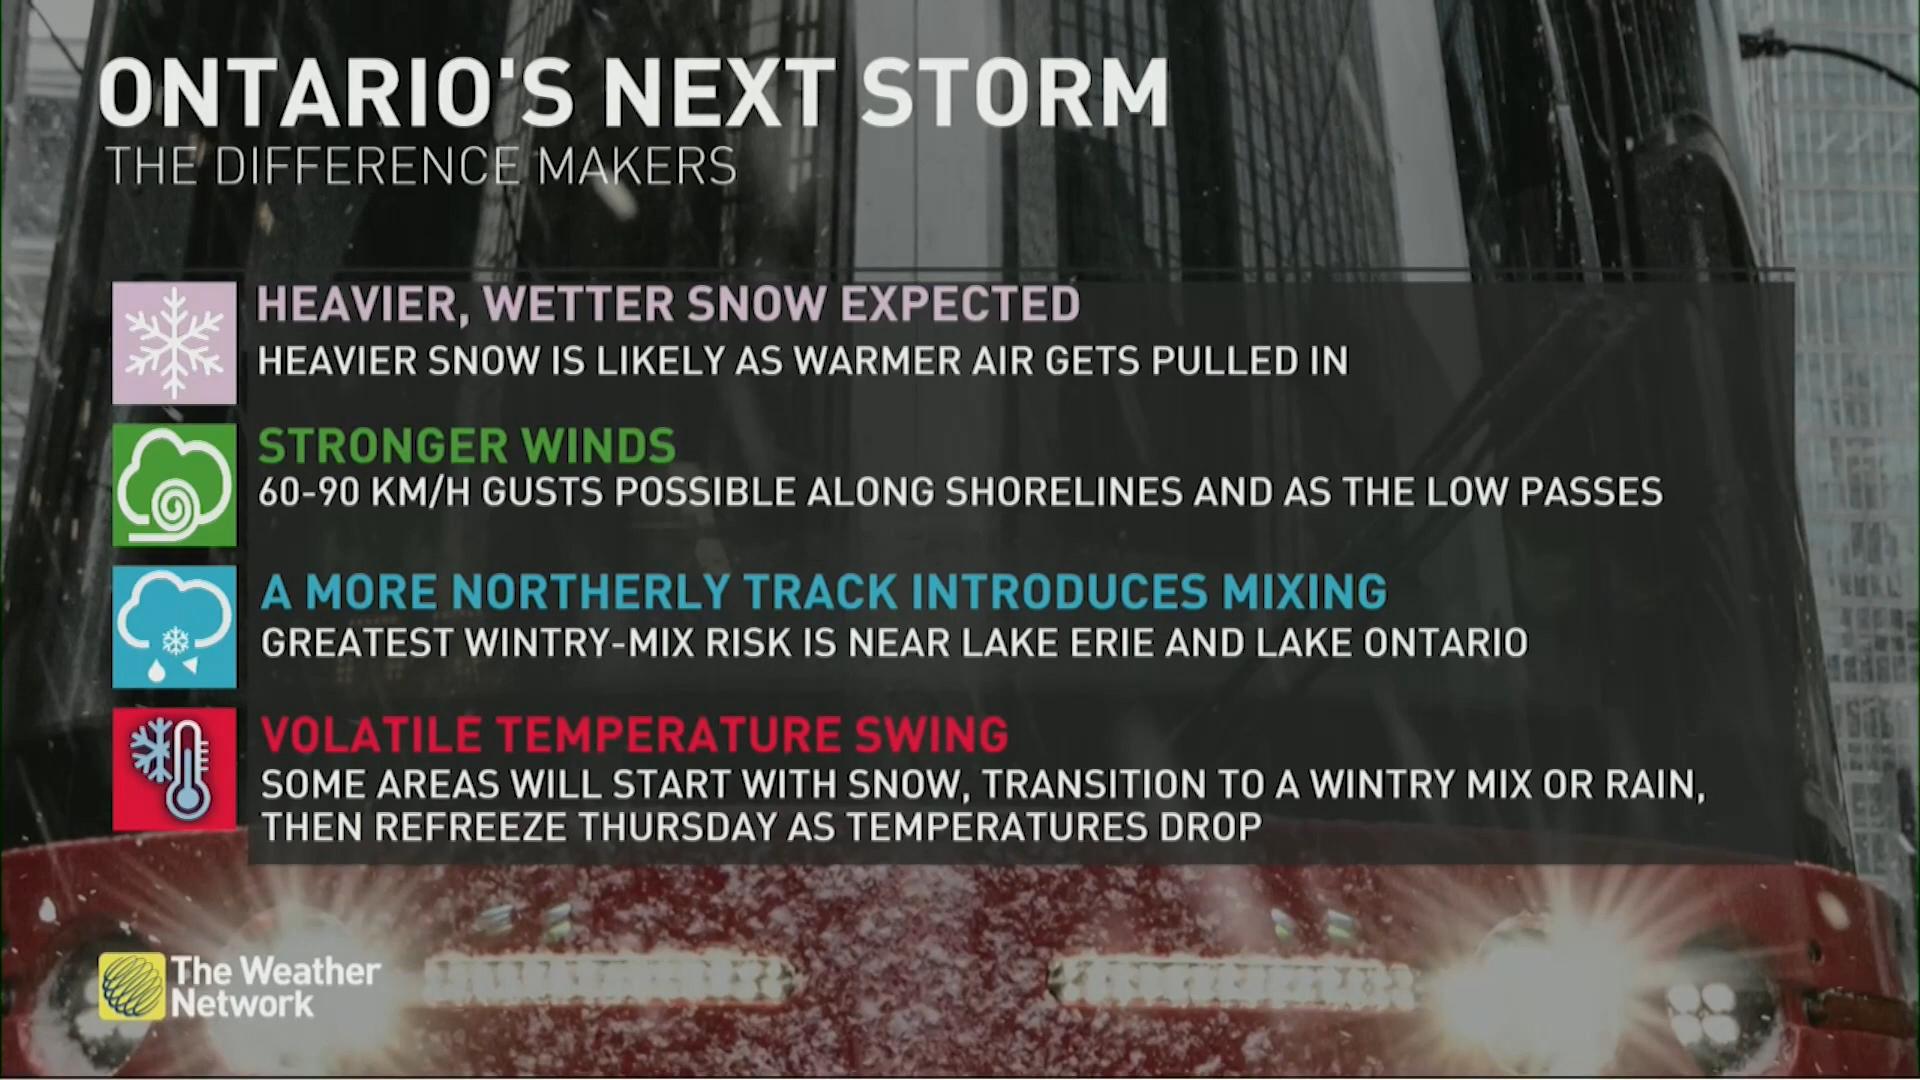 ONTARIO'S NEXT STORM
THE DIFFERENCE MAKERS
HEAVIER, WETTER SNOW EXPECTED
HEAVIER SNOW IS LIKELY AS WARMER AIR GETS PULLED IN
STRONGER WINDS
60-90 KM/H GUSTS POSSIBLE ALONG SHORELINES AND AS THE LOW PASSES
A MORE NORTHERLY TRACK INTRODUCES MIXING
GREATEST WINTRY-MIX RISK IS NEAR LAKE ERIE AND LAKE ONTARIO
VOLATILE TEMPERATURE SWING
SOME AREAS WILL START WITH SNOW, TRANSITION TO A WINTRY MIX OR RAIN,
THEN REFREEZE THURSDAY AS TEMPERATURES DROP
The Weather
Network